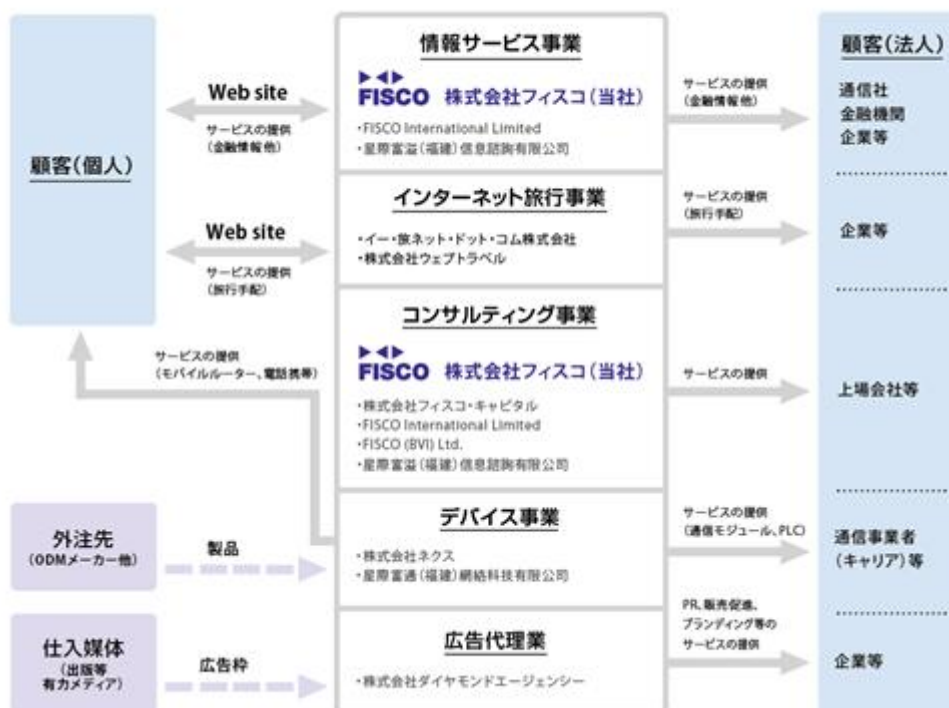 顧客(個人)
Web site
サービスの提供
(金融情報他)
Web site
サービスの提供
(旅行手配)
サービスの提供
(モバイルルーター、電話携帯)
外注先
(ODMメーカー他)
製品
仕入媒体
(出版等
有力メディア)
広告枠
情報サービス事業
FISCO 株式会社フィスコ(当社)
・FISCO International Limited
・星際富溢(福建)信息諮詢有限公司
インターネット旅行事業
・イー・旅ネット・ドット・コム株式会社
・株式会社ウェブトラベル
コンサルティング事業
FISCO 株式会社フィスコ(当社)
・株式会社フィスコ・キャピタル
・FISCO International Limited
・FISCO (BVI) Ltd.
・星際富溢(福建)信息諮詢有限公司
デバイス事業
・株式会社ネクス
・星際富通(福建)網絡科技有限公司
広告代理業
・株式会社ダイヤモンドエージェンシー
サービスの提供
(金融情報他)
サービスの提供
(旅行手配)
サービスの提供
サービスの提供
(通信モジュール、PLC)
PR、販売促進、
ブランディング等の
サービスの提供
顧客(法人)
通信社
金融機関
企業等
企業等
上場会社等
通信事業者
(キャリア)等
企業等